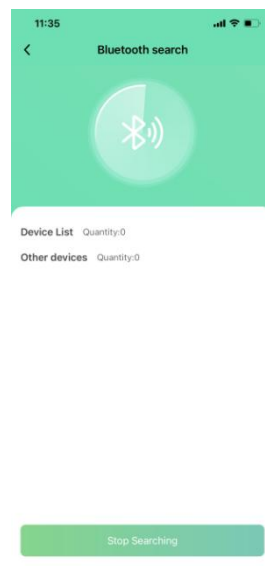 11:35
Bluetooth search
Device List Quantity:0
Other devices Quantity:0
Stop Searching